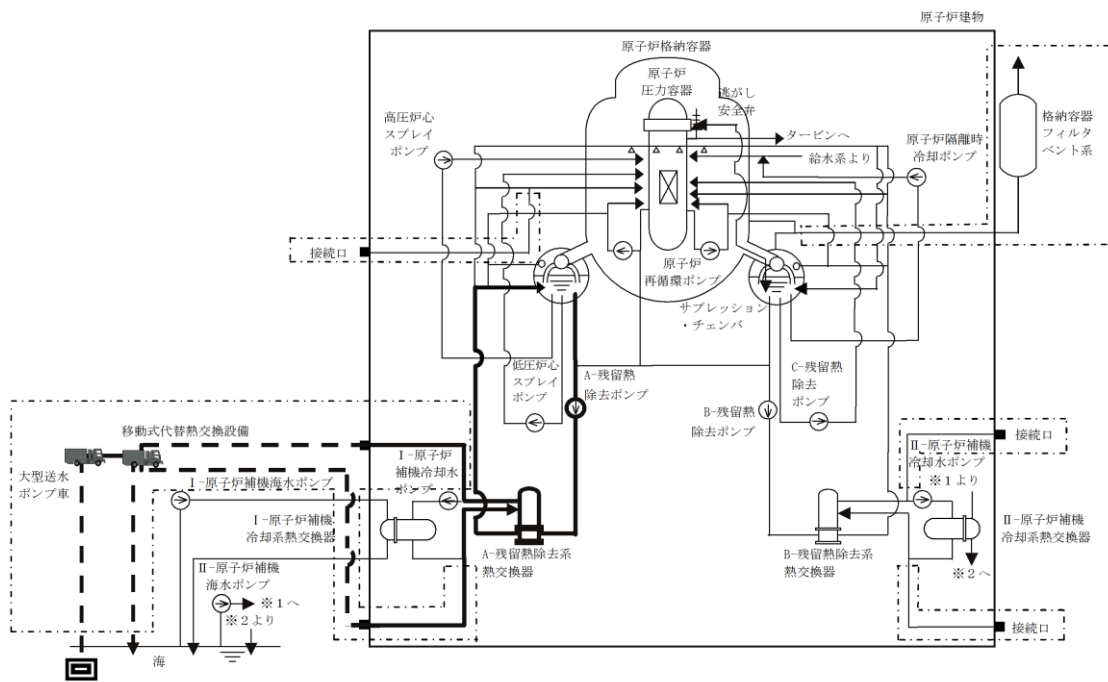 原子炉建物
原子炉格納容器
原子炉
圧力容器
逃がし
安全弁
高圧炉心
スプレイ
ポンプ
タービンへ
給水系より
原子炉隔離時
冷却ポンプ
格納容器
フィルタ
ベント系
接続口
原子炉
再循環ポンプ
サプレッション
・チェンバ
低圧炉心
スプレイ
ポンプ
A-残留熱
除去ポンプ
B-残留熱
除去ポンプ
C-残留熱
除去
ポンプ
移動式代替熱交換設備
大型送水
ポンプ車
Ⅰ-原子炉補機海水ポンプ
Ⅰ-原子炉
補機冷却水
ポンプ
Ⅰ-原子炉補機
冷却系熱交換器
Ⅱ-原子炉補機
海水ポンプ
※1へ
※2より
海
A-残留熱除去系
熱交換器
B-残留熱除去系
熱交換器
Ⅱ-原子炉補機
冷却水ポンプ
※1より
接続口
Ⅱ-原子炉補機
冷却系熱交換器
※2へ
接続口